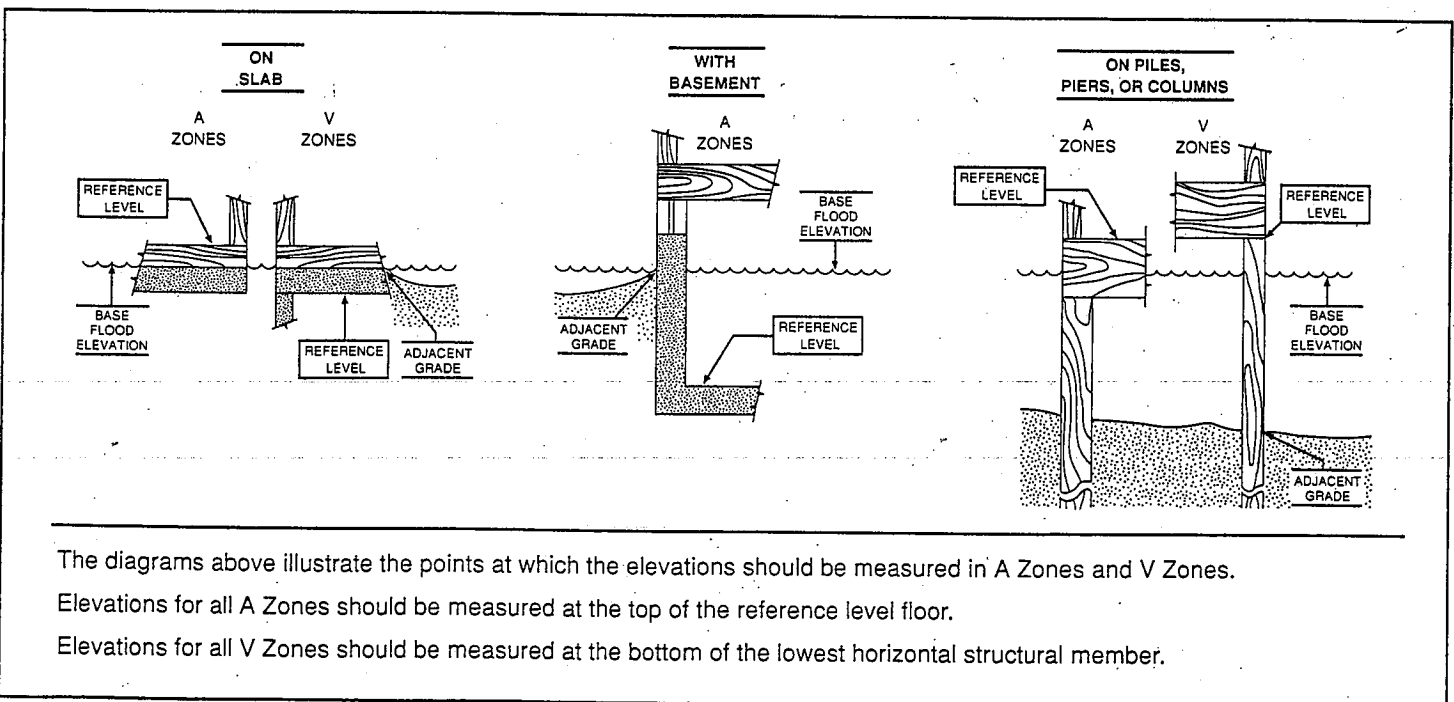 ON
SLAB
A
ZONES
V
ZONES
REFERENCE
LEVEL
BASE
FLOOD
ELEVATION
REFERENCE
LEVEL
ADJACENT
GRADE
WITH
BASEMENT
A
ZONES
BASE
FLOOD
ELEVATION
ADJACENT
GRADE
REFERENCE
LEVEL
ON PILES,
PIERS, OR COLUMNS
A
ZONES
V
ZONES
REFERENCE
LEVEL
REFERENCE
LEVEL
BASE
FLOOD
ELEVATION
ADJACENT
GRADE
The diagrams above illustrate the points at which the elevations should be measured in A Zones and V Zones.
Elevations for all A Zones should be measured at the top of the reference level floor.
Elevations for all V Zones should be measured at the bottom of the lowest horizontal structural member.